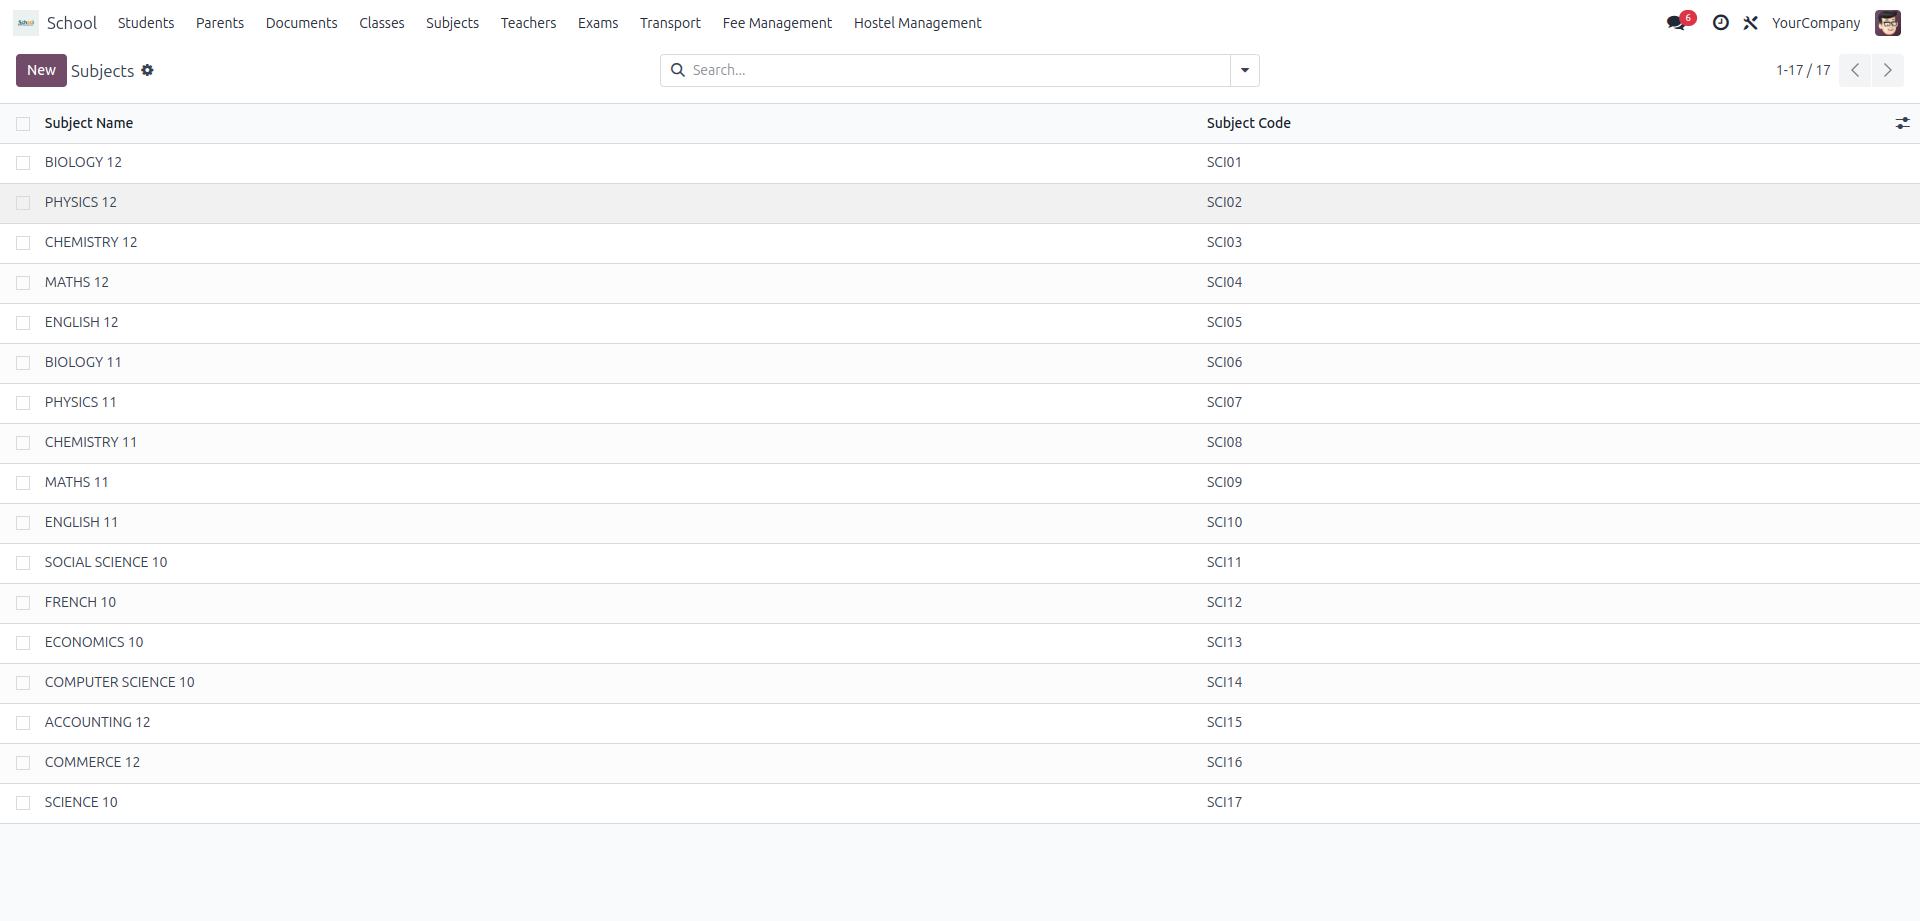 School Students Parents Documents Classes Subjects Teachers Exams Transport Fee Management Hostel Management 6 YourCompany
New Subjects Search... 1-17 / 17
Subject Name Subject Code
BIOLOGY 12 SCI01
PHYSICS 12 SCI02
CHEMISTRY 12 SCI03
MATHS 12 SCI04
ENGLISH 12 SCI05
BIOLOGY 11 SCI06
PHYSICS 11 SCI07
CHEMISTRY 11 SCI08
MATHS 11 SCI09
ENGLISH 11 SCI10
SOCIAL SCIENCE 10 SCI11
FRENCH 10 SCI12
ECONOMICS 10 SCI13
COMPUTER SCIENCE 10 SCI14
ACCOUNTING 12 SCI15
COMMERCE 12 SCI16
SCIENCE 10 SCI17